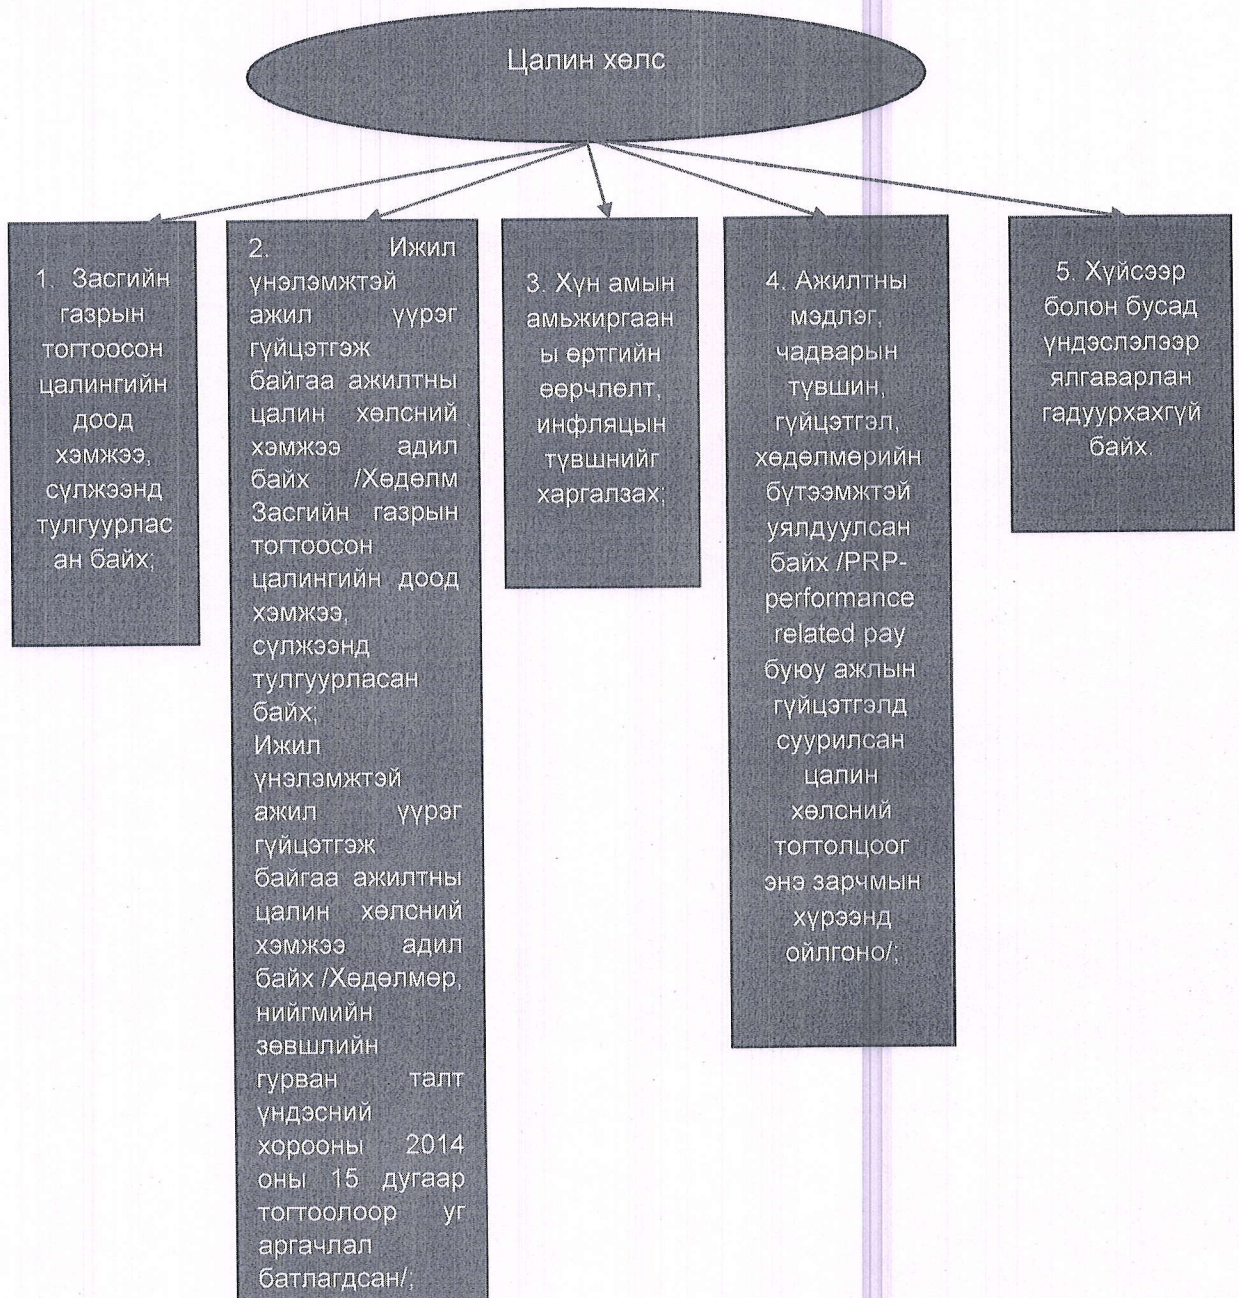 Цалин хөлс
1. Засгийн
газрын
тогтоосон
цалингийн
доод
хэмжээ,
сүлжээнд
тулгуурлас
ан байх;
2. Ижил
үнэлэмжтэй
ажил үүрэг
гүйцэтгэж
байгаа ажилтны
цалин хөлсний
хэмжээ адил
байх /Хөдөлм
Засгийн газрын
тогтоосон
цалингийн доод
хэмжээ,
сүлжээнд
тулгуурласан
байх;
Ижил
үнэлэмжтэй
ажил үүрэг
гүйцэтгэж
байгаа ажилтны
цалин хөлсний
хэмжээ адил
байх /Хөдөлмөр,
нийгмийн
зөвшлийн
гурван талт
үндэсний
хорооны 2014
оны 15 дугаар
тогтоолоор уг
аргачлал
батлагдсан/;
3. Хүн амын
амьжиргаан
ы өртгийн
өөрчлөлт,
инфляцын
түвшнийг
харгалзах;
4. Ажилтны
мэдлэг,
чадварын
түвшин,
гүйцэтгэл,
хөдөлмөрийн
бүтээмжтэй
уялдуулсан
байх /PRP-
performance
related pay
буюу ажлын
гүйцэтгэлд
суурилсан
цалин
хөлсний
тогтолцоог
энэ зарчмын
хүрээнд
ойлгоно/;
5. Хүйсээр
болон бусад
үндэслэлээр
ялгаварлан
гадуурхахгүй
байх.